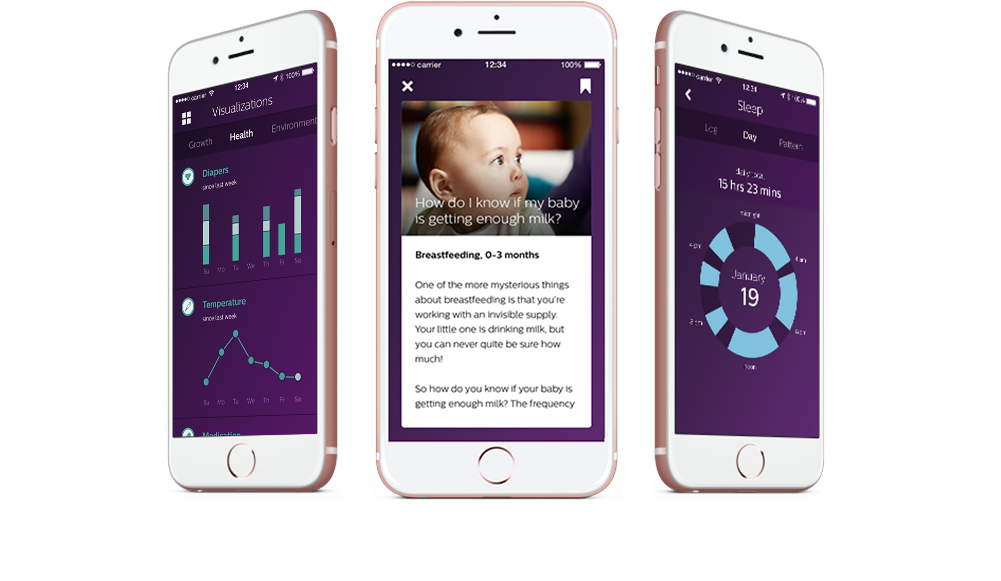 carrier
12:34
100%
Visualizations
Growth
Health
Environment
Diapers
since last week
Su Mo Tu We Th Fr Sa
Temperature
since last week
Su Mo Tu We Th Fr Sa
Medication
carrier
12:34
100%
How do I know if my baby
is getting enough milk?
Breastfeeding, 0-3 months
One of the more mysterious things
about breastfeeding is that you're
working with an invisible supply.
Your little one is drinking milk, but
you can never quite be sure how
much!
So how do you know if your baby is
getting enough milk? The frequency
carrier
12:34
100%
Sleep
Log
Day
Pattern
daily total
15 hrs 23 mins
midnight
4 pm
4 am
January
19
8 pm
noon